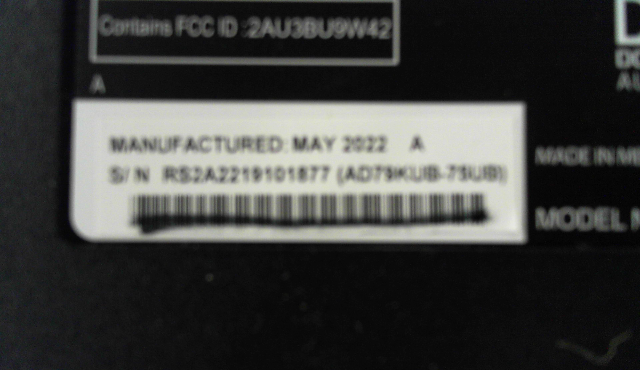 Contains FCC ID :2AU3BU9W42
A
MANUFACTURED: MAY 2022 A
S/N RS2A2219101877 (AD79KUB-75UB)
MADE IN
MODEL